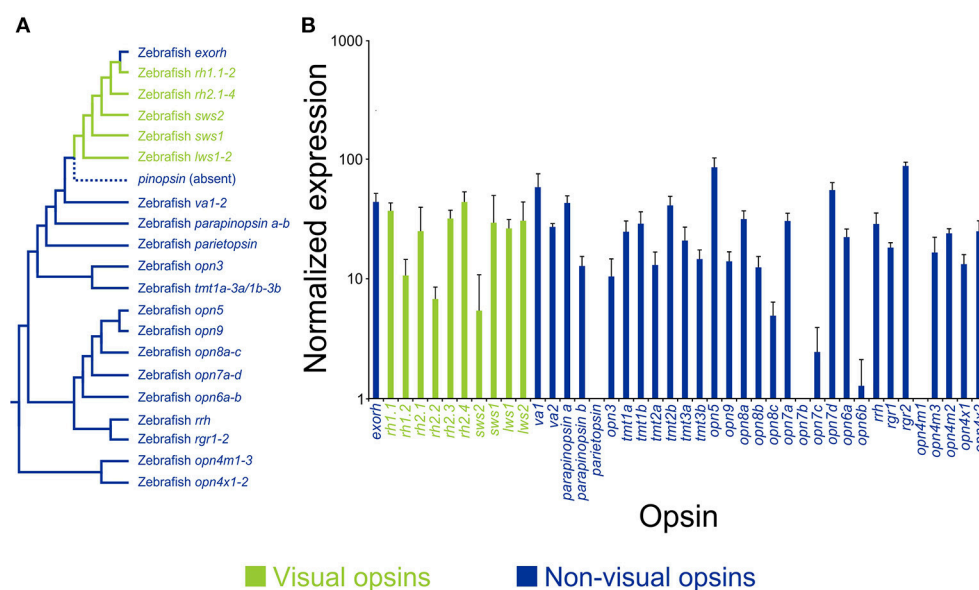 A
Zebrafish exorh
Zebrafish rh1.1-2
Zebrafish rh2.1-4
Zebrafish sws2
Zebrafish sws1
Zebrafish lws1-2
pinopsin (absent)
Zebrafish va1-2
Zebrafish parapinopsin a-b
Zebrafish parietopsin
Zebrafish opn3
Zebrafish tmt1a-3a/1b-3b
Zebrafish opn5
Zebrafish opn9
Zebrafish opn8a-c
Zebrafish opn7a-d
Zebrafish opn6a-b
Zebrafish rrh
Zebrafish rgr1-2
Zebrafish opn4m1-3
Zebrafish opn4x1-2
B
Normalized expression
1000
100
10
1
exorh
rh1.1
rh1.2
rh2.1
rh2.2
rh2.3
rh2.4
sws2
sws1
lws1
lws2
va1
va2
parapinopsin a
parapinopsin b
parietopsin
opn3
tmt1a
tmt1b
tmt2a
tmt2b
tmt3a
tmt3b
opn5
opn9
opn8a
opn8b
opn8c
opn7a
opn7b
opn7c
opn7d
opn6a
opn6b
rrh
rgr1
rgr2
opn4m1
opn4m3
opn4m2
opn4x1
Opsin
Visual opsins
Non-visual opsins